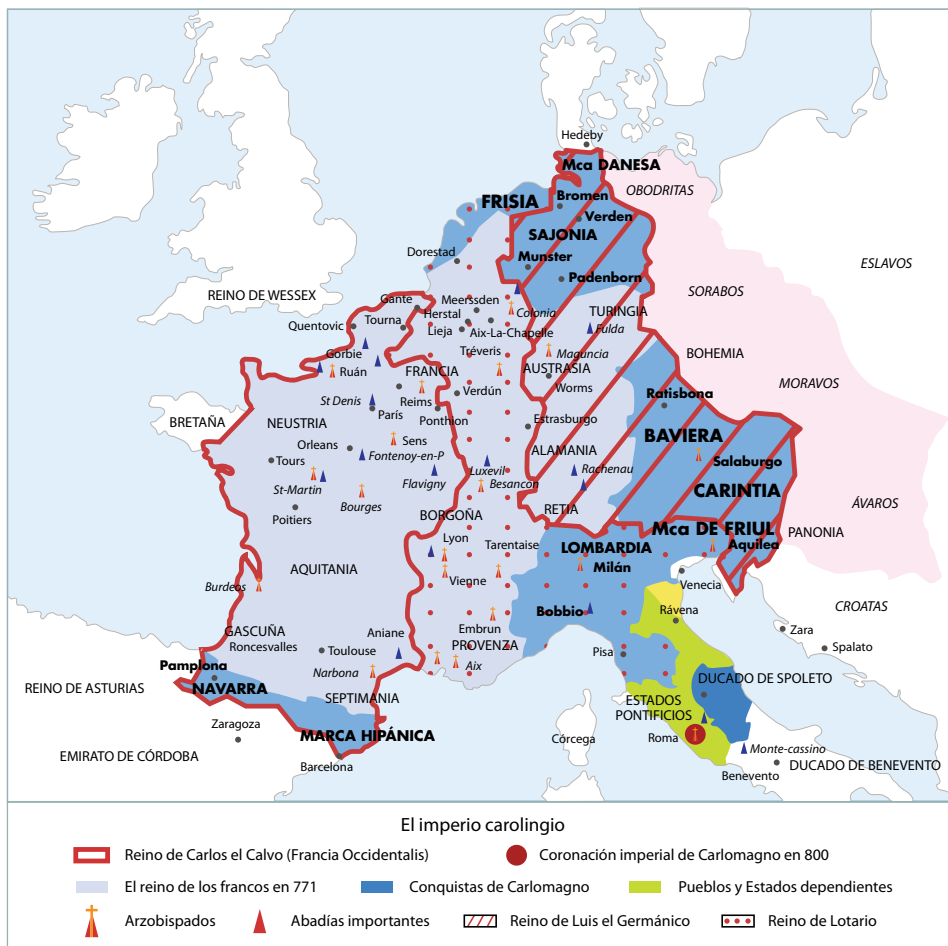 Hedeby
Mca DANESA
OBODRITAS
Bromen
FRISIA
Verden
SAJONIA
Dorestad
Munster
ESLAVOS
Padenborn
REINO DE WESSEX
SORABOS
Gante
Meerssden
Colonia
TURINGIA
Quentovic
Tourna
Herstal
Fulda
Lieja
Aix-La-Chapelle
Gorbie
Tréveris
Maguncia
BOHEMIA
Ruán
FRANCIA
AUSTRASIA
MORAVOS
Reims
Verdún
Worms
Ratisbona
St Denis
París
BRETAÑA
NEUSTRIA
Ponthion
Estrasburgo
BAVIERA
Orleans
Sens
Fontenoy-en-P
ALAMANIA
Salaburgo
Tours
Luxevil
Rachenau
St-Martin
Flavigny
Besancon
CARINTIA
Bourges
ÁVAROS
Poitiers
BORGOÑA
RETIA
Mca DE FRIUL
PANONIA
Lyon
Tarentaise
LOMBARDIA
Aquilea
AQUITANIA
Vienne
Milán
Venecia
Burdeos
Bobbio
Rávena
CROATAS
GASCUÑA
Aniane
Embrun
Zara
Roncesvalles
Toulouse
PROVENZA
Pisa
Spalato
Pamplona
Narbona
Aix
DUCADO DE SPOLETO
REINO DE ASTURIAS
NAVARRA
SEPTIMANIA
ESTADOS
PONTIFICIOS
Zaragoza
MARCA HIPÁNICA
Córcega
Roma
Monte-cassino
EMIRATO DE CÓRDOBA
Barcelona
DUCADO DE BENEVENTO
Benevento
El imperio carolingio
Reino de Carlos el Calvo (Francia Occidentalis)
Coronación imperial de Carlomagno en 800
El reino de los francos en 771
Conquistas de Carlomagno
Pueblos y Estados dependientes
Arzobispados
Abadías importantes
Reino de Luis el Germánico
Reino de Lotario